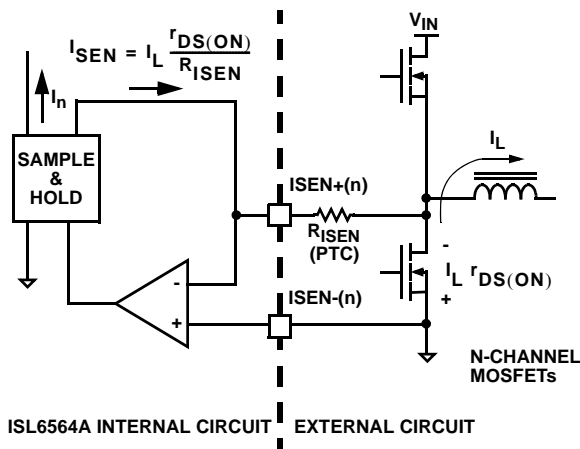 I_SEN = I_L r_DS(ON) / R_ISEN
I_n
SAMPLE
&
HOLD
-
+
ISEN+(n)
R_ISEN
(PTC)
ISEN-(n)
V_IN
I_L
-
I_L r_DS(ON)
+
N-CHANNEL
MOSFETs
ISL6564A INTERNAL CIRCUIT
EXTERNAL CIRCUIT